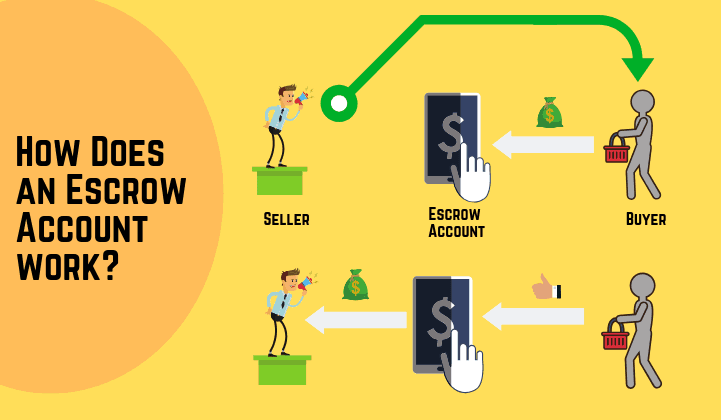 How Does
an Escrow
Account
work?
Seller
Escrow
Account
Buyer
$
$
$
$